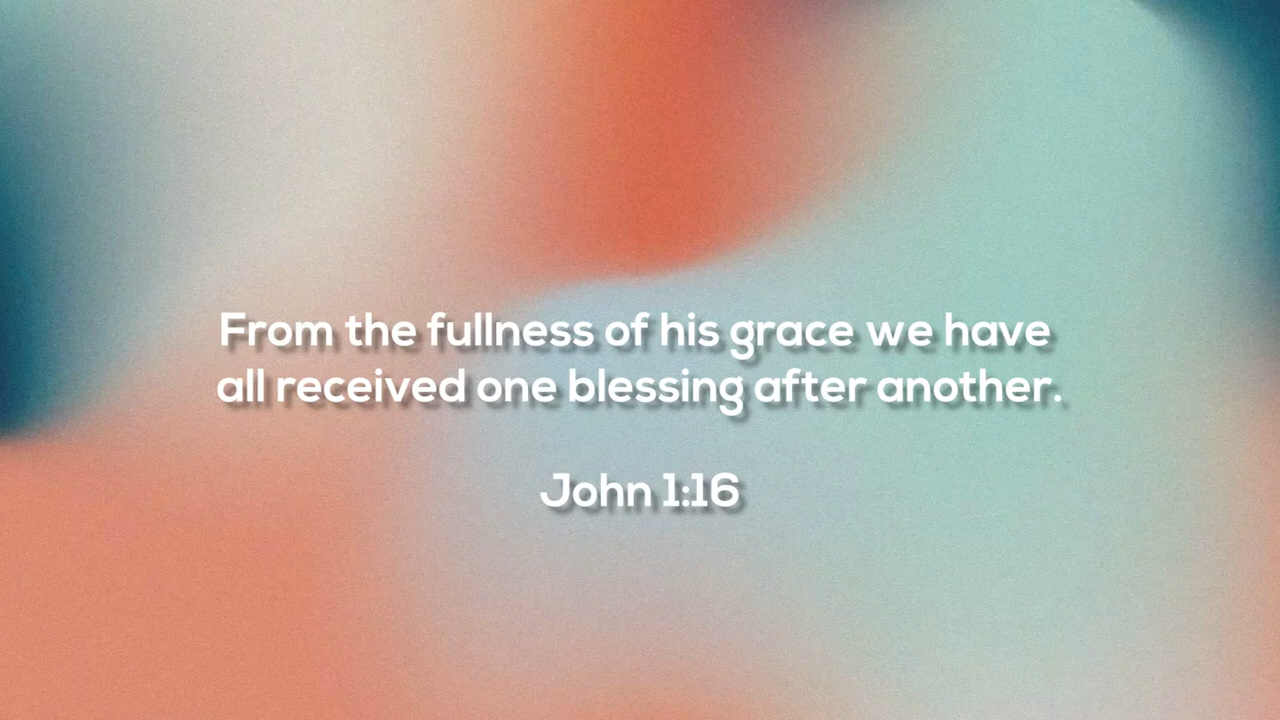 From the fullness of his grace we have
all received one blessing after another.
John 1:16